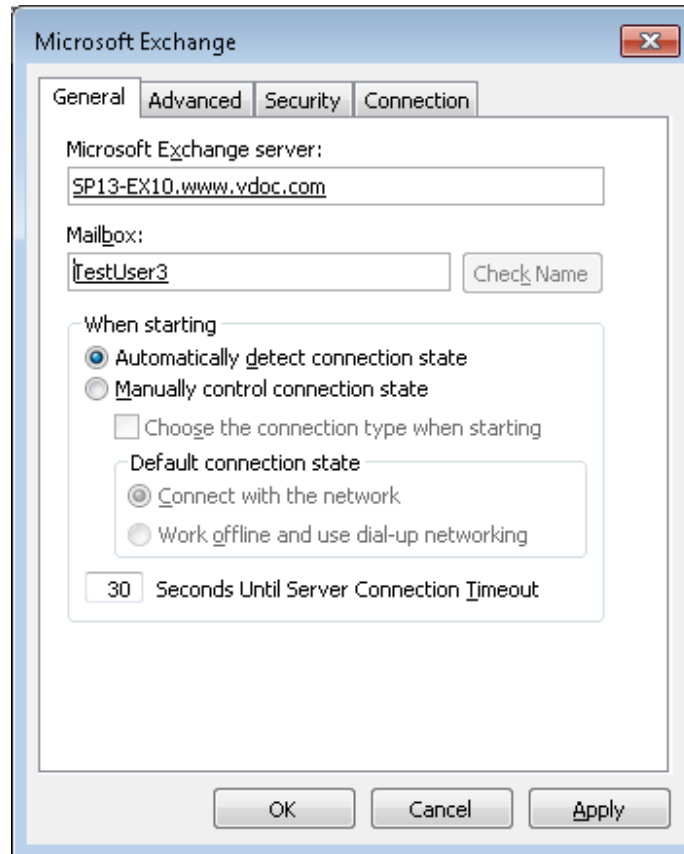 Microsoft Exchange
General Advanced Security Connection
Microsoft Exchange server:
SP13-EX10.www.vdoc.com
Mailbox:
TestUser3 Check Name
When starting
Automatically detect connection state
Manually control connection state
Choose the connection type when starting
Default connection state
Connect with the network
Work offline and use dial-up networking
30 Seconds Until Server Connection Timeout
OK Cancel Apply